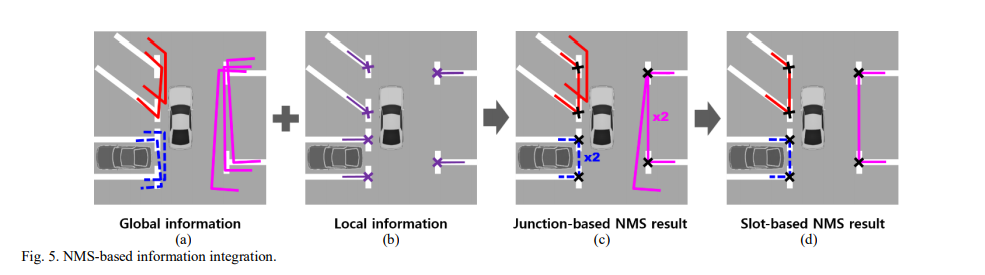 x2
x2
Global information
Local information
Junction-based NMS result
Slot-based NMS result
(a)
(b)
(c)
(d)
Fig. 5. NMS-based information integration.